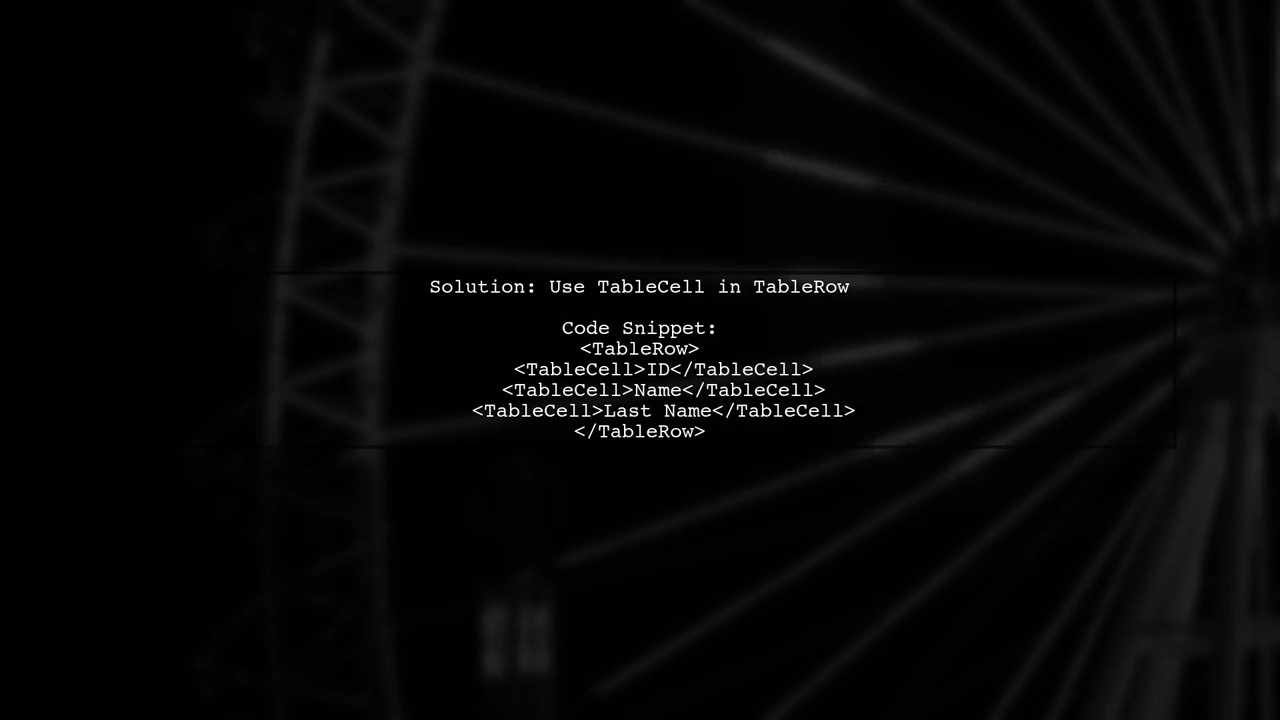 Solution: Use TableCell in TableRow
Code Snippet:
<TableRow>
<TableCell>ID</TableCell>
<TableCell>Name</TableCell>
<TableCell>Last Name</TableCell>
</TableRow>